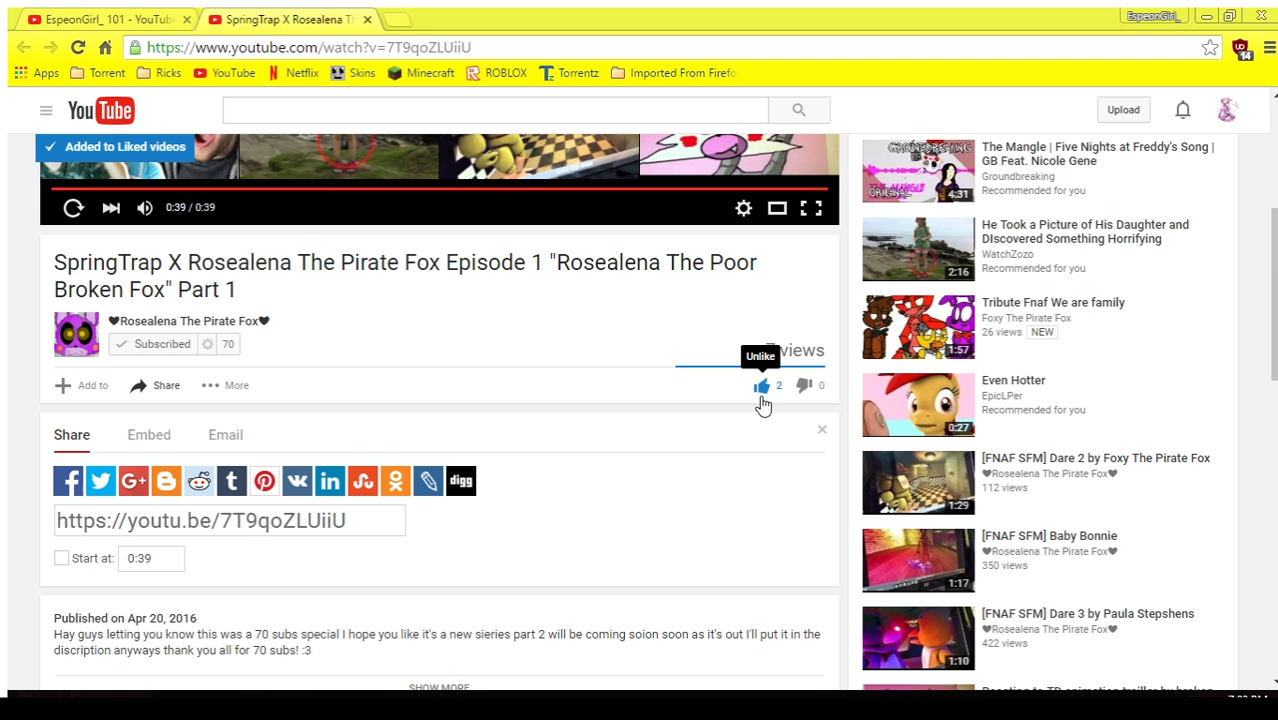 EspeonGirl_ 101 - YouTub
SpringTrap X Rosealena Th
EspeonGirl_
https://www.youtube.com/watch?v=7T9qoZLUiiU
14
Apps Torrent Ricks YouTube Netflix Skins Minecraft ROBLOX Torrentz Imported From Firefo
YouTube
Upload
Added to Liked videos
0:39 / 0:39
SpringTrap X Rosealena The Pirate Fox Episode 1 "Rosealena The Poor
Broken Fox" Part 1
♥Rosealena The Pirate Fox♥
Subscribed 70
views
Unlike
Add to Share More 2 0
Share Embed Email
digg
https://youtu.be/7T9qoZLUiiU
Start at: 0:39
Published on Apr 20, 2016
Hay guys letting you know this was a 70 subs special I hope you like it's a new sieries part 2 will be coming soion soon as it's out I'll put it in the
discription anyways thank you all for 70 subs! :3
SHOW MORE
GROUNDBREAKING
THE MANGLE
ORIGINAL
4:31
The Mangle | Five Nights at Freddy's Song |
GB Feat. Nicole Gene
Groundbreaking
Recommended for you
2:16
He Took a Picture of His Daughter and
DIscovered Something Horrifying
WatchZozo
Recommended for you
1:57
Tribute Fnaf We are family
Foxy The Pirate Fox
26 views NEW
0:27
Even Hotter
EpicLPer
Recommended for you
1:29
[FNAF SFM] Dare 2 by Foxy The Pirate Fox
♥Rosealena The Pirate Fox♥
112 views
1:17
[FNAF SFM] Baby Bonnie
♥Rosealena The Pirate Fox♥
350 views
1:10
[FNAF SFM] Dare 3 by Paula Stepshens
♥Rosealena The Pirate Fox♥
422 views